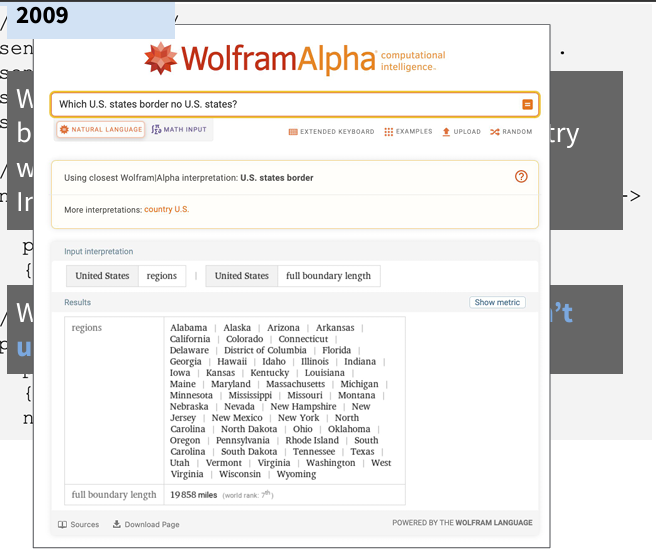 2009
WolframAlpha computational intelligence.
Which U.S. states border no U.S. states?
NATURAL LANGUAGE MATH INPUT EXTENDED KEYBOARD EXAMPLES UPLOAD RANDOM
Using closest Wolfram|Alpha interpretation: U.S. states border
More interpretations: country U.S.
Input interpretation
United States regions | United States full boundary length
Results Show metric
regions Alabama | Alaska | Arizona | Arkansas |
California | Colorado | Connecticut |
Delaware | District of Columbia | Florida |
Georgia | Hawaii | Idaho | Illinois | Indiana |
Iowa | Kansas | Kentucky | Louisiana |
Maine | Maryland | Massachusetts | Michigan |
Minnesota | Mississippi | Missouri | Montana |
Nebraska | Nevada | New Hampshire | New
Jersey | New Mexico | New York | North
Carolina | North Dakota | Ohio | Oklahoma |
Oregon | Pennsylvania | Rhode Island | South
Carolina | South Dakota | Tennessee | Texas |
Utah | Vermont | Virginia | Washington | West
Virginia | Wisconsin | Wyoming
full boundary length 19858 miles (world rank: 7th)
Sources Download Page POWERED BY THE WOLFRAM LANGUAGE